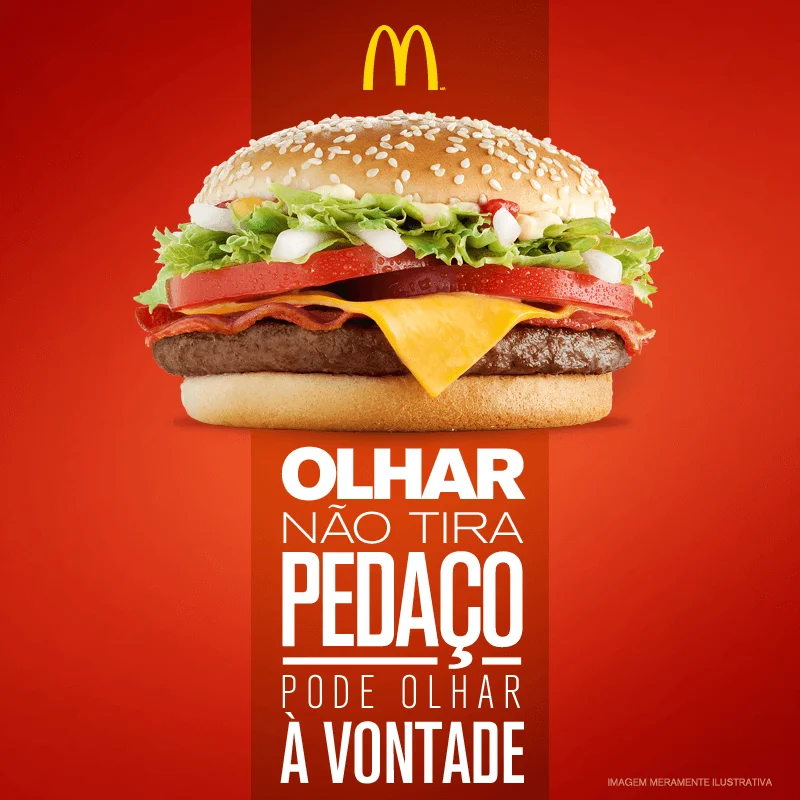 OLHAR
NÃO TIRA
PEDAÇO
PODE OLHAR
À VONTADE
IMAGEM MERAMENTE ILUSTRATIVA